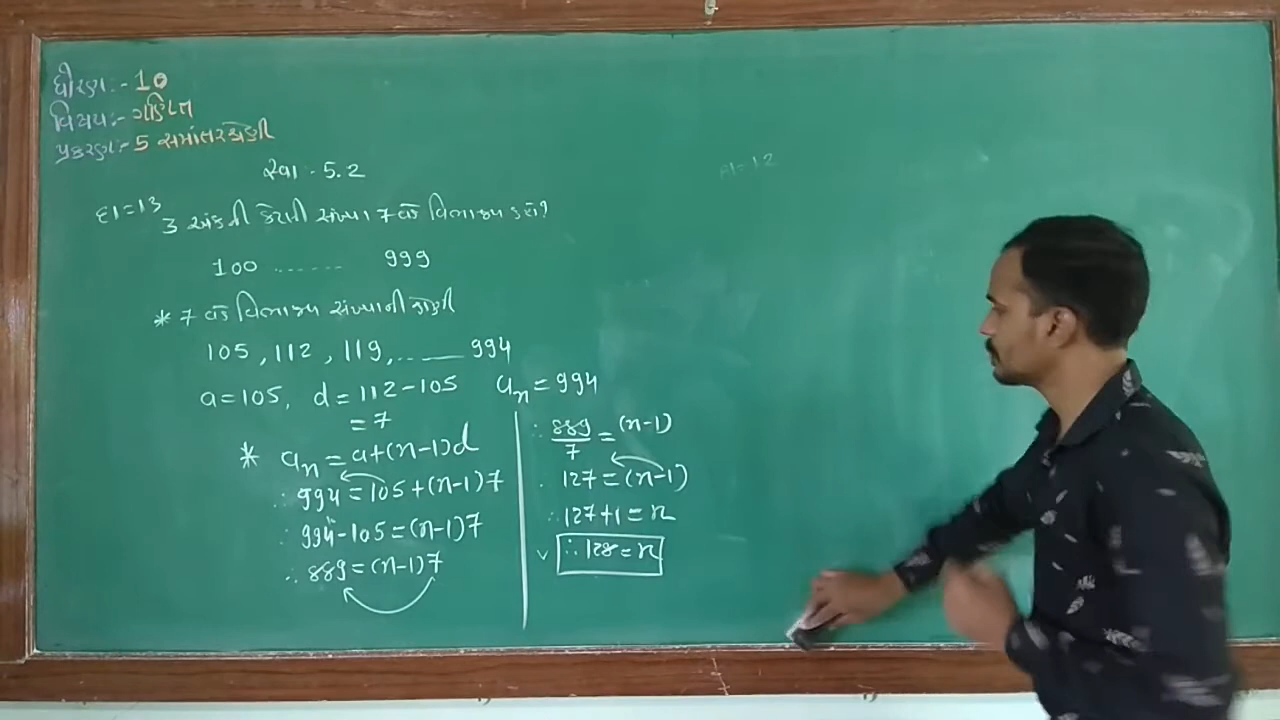 ધોરણ:- 10
વિષય:- ગણિત
પ્રકરણ:- 5 સમાંતર શ્રેણી
સ્વા - 5.2
દા=13
3 અંકની કેટલી સંખ્યા 7 વડે વિભાજ્ય હશે?
100 ....... 999
* 7 વડે વિભાજ્ય સંખ્યાની શ્રેણી
105, 112, 119, ...... 994
a=105, d = 112-105 aₙ = 994
= 7
* aₙ = a+(n-1)d
∴ 994 = 105+(n-1)7
∴ 994-105=(n-1)7
∴ 889=(n-1)7
∴ 889/7 = (n-1)
∴ 127=(n-1)
∴ 127+1=n
∴ 128=n
દા=12